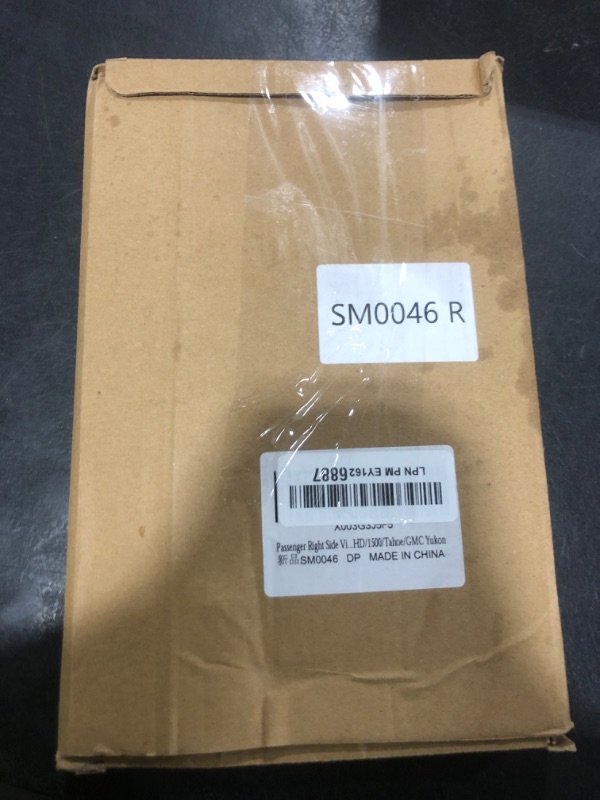 SM0046 R
LPN PM EY1626887
Passenger Right Side Vi...HD/1500/Tahoe/GMC Yukon
新品SM0046 DP MADE IN CHINA